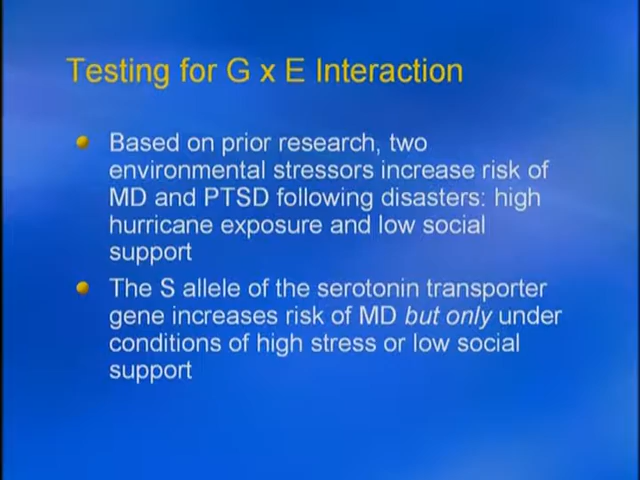 Testing for G x E Interaction
Based on prior research, two
environmental stressors increase risk of
MD and PTSD following disasters: high
hurricane exposure and low social
support
The S allele of the serotonin transporter
gene increases risk of MD but only under
conditions of high stress or low social
support